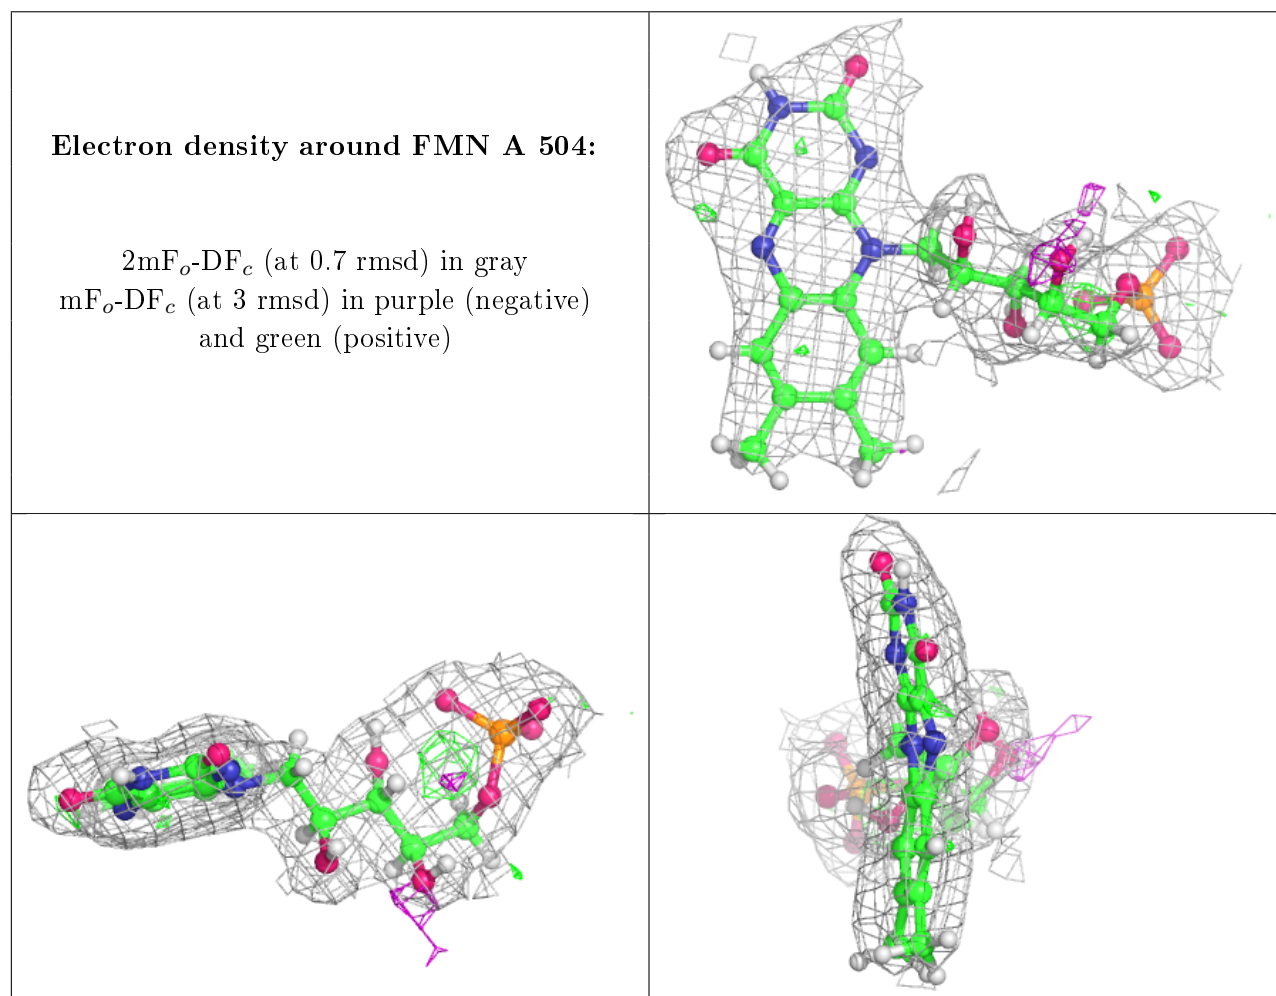 Electron density around FMN A 504:
2mFₒ-DF𝒸 (at 0.7 rmsd) in gray
mFₒ-DF𝒸 (at 3 rmsd) in purple (negative)
and green (positive)